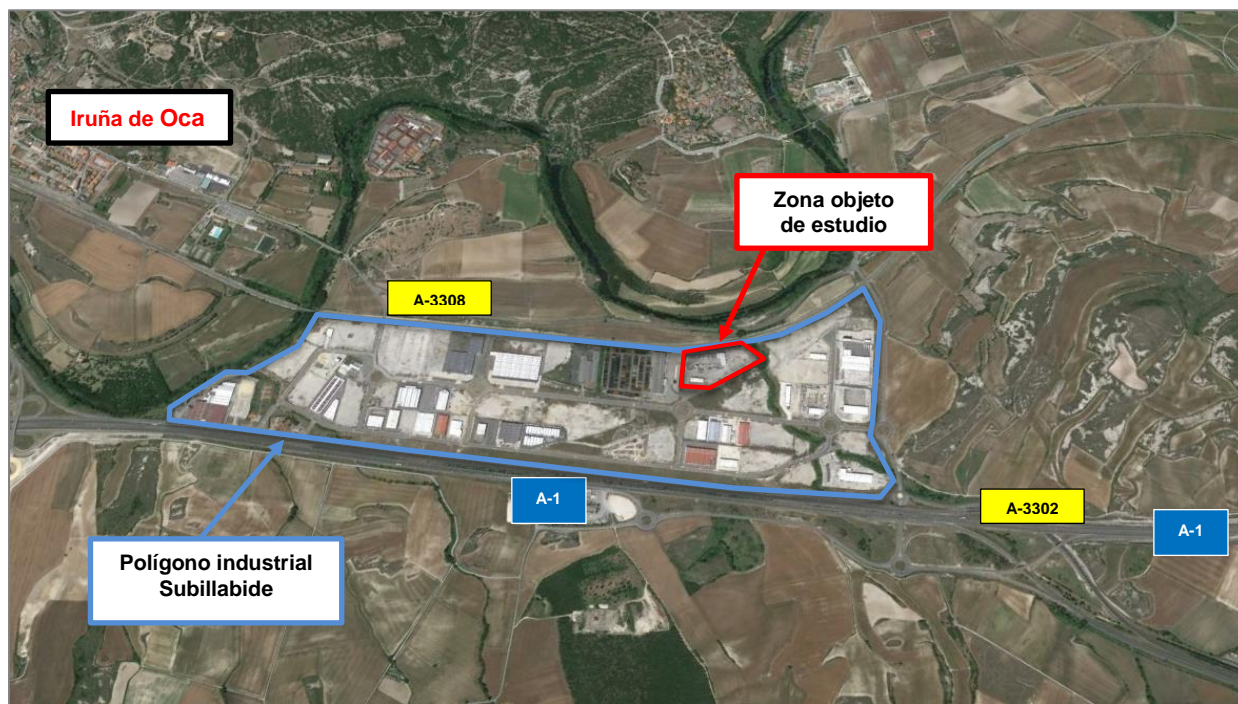 Iruña de Oca
Zona objeto
de estudio
A-3308
A-1
A-3302
A-1
Polígono industrial
Subillabide